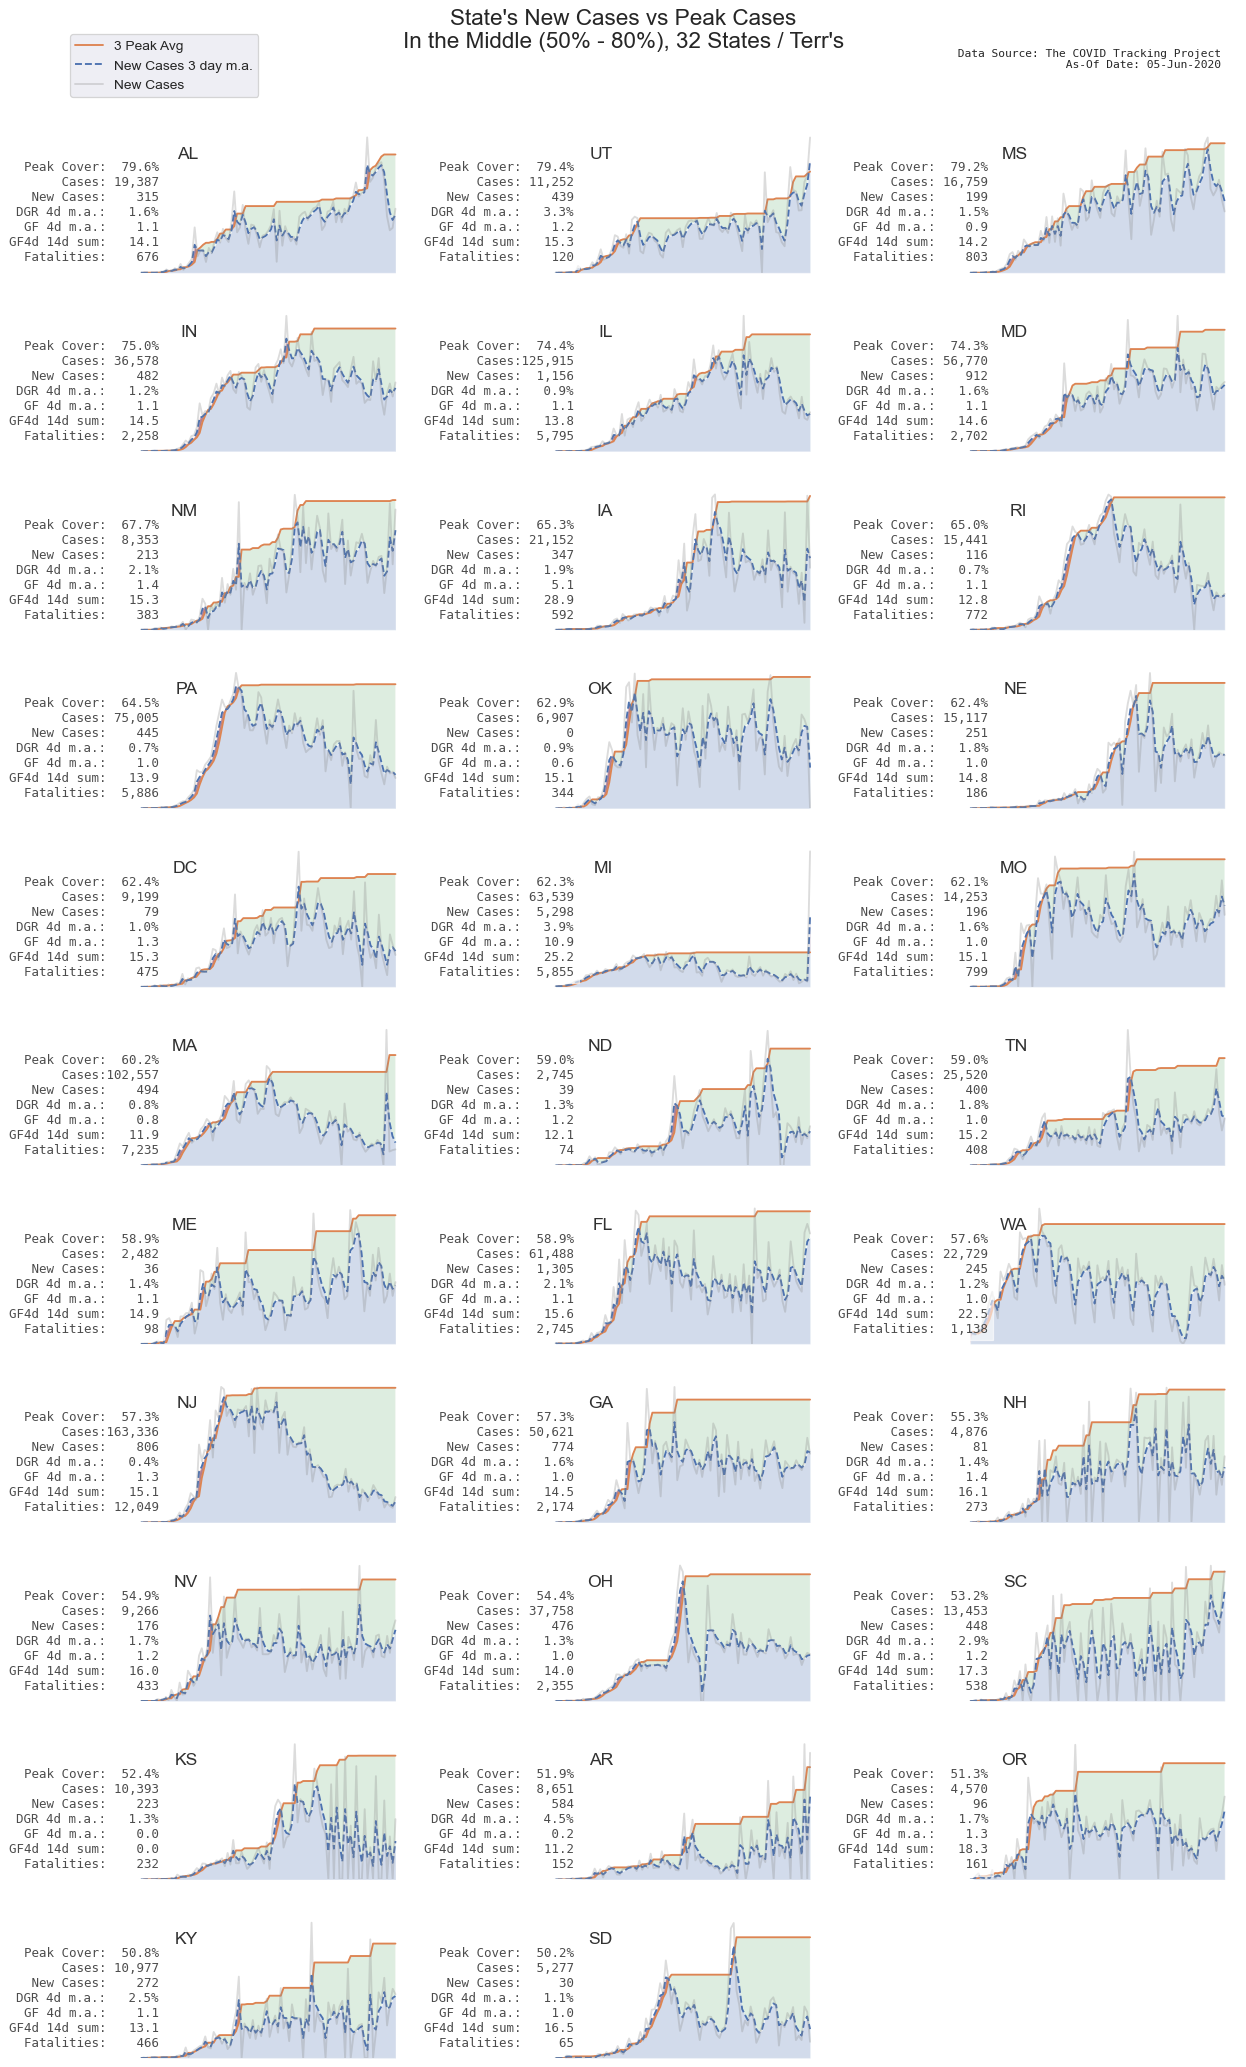 State's New Cases vs Peak Cases
In the Middle (50% - 80%), 32 States / Terr's
3 Peak Avg
New Cases 3 day m.a.
New Cases
Data Source: The COVID Tracking Project
As-Of Date: 05-Jun-2020
AL
Peak Cover: 79.6%
Cases: 19,387
New Cases: 315
DGR 4d m.a.: 1.6%
GF 4d m.a.: 1.1
GF4d 14d sum: 14.1
Fatalities: 676
UT
Peak Cover: 79.4%
Cases: 11,252
New Cases: 439
DGR 4d m.a.: 3.3%
GF 4d m.a.: 1.2
GF4d 14d sum: 15.3
Fatalities: 120
MS
Peak Cover: 79.2%
Cases: 16,759
New Cases: 199
DGR 4d m.a.: 1.5%
GF 4d m.a.: 0.9
GF4d 14d sum: 14.2
Fatalities: 803
IN
Peak Cover: 75.0%
Cases: 36,578
New Cases: 482
DGR 4d m.a.: 1.2%
GF 4d m.a.: 1.1
GF4d 14d sum: 14.5
Fatalities: 2,258
IL
Peak Cover: 74.4%
Cases:125,915
New Cases: 1,156
DGR 4d m.a.: 0.9%
GF 4d m.a.: 1.1
GF4d 14d sum: 13.8
Fatalities: 5,795
MD
Peak Cover: 74.3%
Cases: 56,770
New Cases: 912
DGR 4d m.a.: 1.6%
GF 4d m.a.: 1.1
GF4d 14d sum: 14.6
Fatalities: 2,702
NM
Peak Cover: 67.7%
Cases: 8,353
New Cases: 213
DGR 4d m.a.: 2.1%
GF 4d m.a.: 1.4
GF4d 14d sum: 15.3
Fatalities: 383
IA
Peak Cover: 65.3%
Cases: 21,152
New Cases: 347
DGR 4d m.a.: 1.9%
GF 4d m.a.: 5.1
GF4d 14d sum: 28.9
Fatalities: 592
RI
Peak Cover: 65.0%
Cases: 15,441
New Cases: 116
DGR 4d m.a.: 0.7%
GF 4d m.a.: 1.1
GF4d 14d sum: 12.8
Fatalities: 772
PA
Peak Cover: 64.5%
Cases: 75,005
New Cases: 445
DGR 4d m.a.: 0.7%
GF 4d m.a.: 1.0
GF4d 14d sum: 13.9
Fatalities: 5,886
OK
Peak Cover: 62.9%
Cases: 6,907
New Cases: 0
DGR 4d m.a.: 0.9%
GF 4d m.a.: 0.6
GF4d 14d sum: 15.1
Fatalities: 344
NE
Peak Cover: 62.4%
Cases: 15,117
New Cases: 251
DGR 4d m.a.: 1.8%
GF 4d m.a.: 1.0
GF4d 14d sum: 14.8
Fatalities: 186
DC
Peak Cover: 62.4%
Cases: 9,199
New Cases: 79
DGR 4d m.a.: 1.0%
GF 4d m.a.: 1.3
GF4d 14d sum: 15.3
Fatalities: 475
MI
Peak Cover: 62.3%
Cases: 63,539
New Cases: 5,298
DGR 4d m.a.: 3.9%
GF 4d m.a.: 10.9
GF4d 14d sum: 25.2
Fatalities: 5,855
MO
Peak Cover: 62.1%
Cases: 14,253
New Cases: 196
DGR 4d m.a.: 1.6%
GF 4d m.a.: 1.0
GF4d 14d sum: 15.1
Fatalities: 799
MA
Peak Cover: 60.2%
Cases:102,557
New Cases: 494
DGR 4d m.a.: 0.8%
GF 4d m.a.: 0.8
GF4d 14d sum: 11.9
Fatalities: 7,235
ND
Peak Cover: 59.0%
Cases: 2,745
New Cases: 39
DGR 4d m.a.: 1.3%
GF 4d m.a.: 1.2
GF4d 14d sum: 12.1
Fatalities: 74
TN
Peak Cover: 59.0%
Cases: 25,520
New Cases: 400
DGR 4d m.a.: 1.8%
GF 4d m.a.: 1.0
GF4d 14d sum: 15.2
Fatalities: 408
ME
Peak Cover: 58.9%
Cases: 2,482
New Cases: 36
DGR 4d m.a.: 1.4%
GF 4d m.a.: 1.1
GF4d 14d sum: 14.9
Fatalities: 98
FL
Peak Cover: 58.9%
Cases: 61,488
New Cases: 1,305
DGR 4d m.a.: 2.1%
GF 4d m.a.: 1.1
GF4d 14d sum: 15.6
Fatalities: 2,745
WA
Peak Cover: 57.6%
Cases: 22,729
New Cases: 245
DGR 4d m.a.: 1.2%
GF 4d m.a.: 1.0
GF4d 14d sum: 22.5
Fatalities: 1,138
NJ
Peak Cover: 57.3%
Cases:163,336
New Cases: 806
DGR 4d m.a.: 0.4%
GF 4d m.a.: 1.3
GF4d 14d sum: 15.1
Fatalities: 12,049
GA
Peak Cover: 57.3%
Cases: 50,621
New Cases: 774
DGR 4d m.a.: 1.6%
GF 4d m.a.: 1.0
GF4d 14d sum: 14.5
Fatalities: 2,174
NH
Peak Cover: 55.3%
Cases: 4,876
New Cases: 81
DGR 4d m.a.: 1.4%
GF 4d m.a.: 1.4
GF4d 14d sum: 16.1
Fatalities: 273
NV
Peak Cover: 54.9%
Cases: 9,266
New Cases: 176
DGR 4d m.a.: 1.7%
GF 4d m.a.: 1.2
GF4d 14d sum: 16.0
Fatalities: 433
OH
Peak Cover: 54.4%
Cases: 37,758
New Cases: 476
DGR 4d m.a.: 1.3%
GF 4d m.a.: 1.0
GF4d 14d sum: 14.0
Fatalities: 2,355
SC
Peak Cover: 53.2%
Cases: 13,453
New Cases: 448
DGR 4d m.a.: 2.9%
GF 4d m.a.: 1.2
GF4d 14d sum: 17.3
Fatalities: 538
KS
Peak Cover: 52.4%
Cases: 10,393
New Cases: 223
DGR 4d m.a.: 1.3%
GF 4d m.a.: 0.0
GF4d 14d sum: 0.0
Fatalities: 232
AR
Peak Cover: 51.9%
Cases: 8,651
New Cases: 584
DGR 4d m.a.: 4.5%
GF 4d m.a.: 0.2
GF4d 14d sum: 11.2
Fatalities: 152
OR
Peak Cover: 51.3%
Cases: 4,570
New Cases: 96
DGR 4d m.a.: 1.7%
GF 4d m.a.: 1.3
GF4d 14d sum: 18.3
Fatalities: 161
KY
Peak Cover: 50.8%
Cases: 10,977
New Cases: 272
DGR 4d m.a.: 2.5%
GF 4d m.a.: 1.1
GF4d 14d sum: 13.1
Fatalities: 466
SD
Peak Cover: 50.2%
Cases: 5,277
New Cases: 30
DGR 4d m.a.: 1.1%
GF 4d m.a.: 1.0
GF4d 14d sum: 16.5
Fatalities: 65